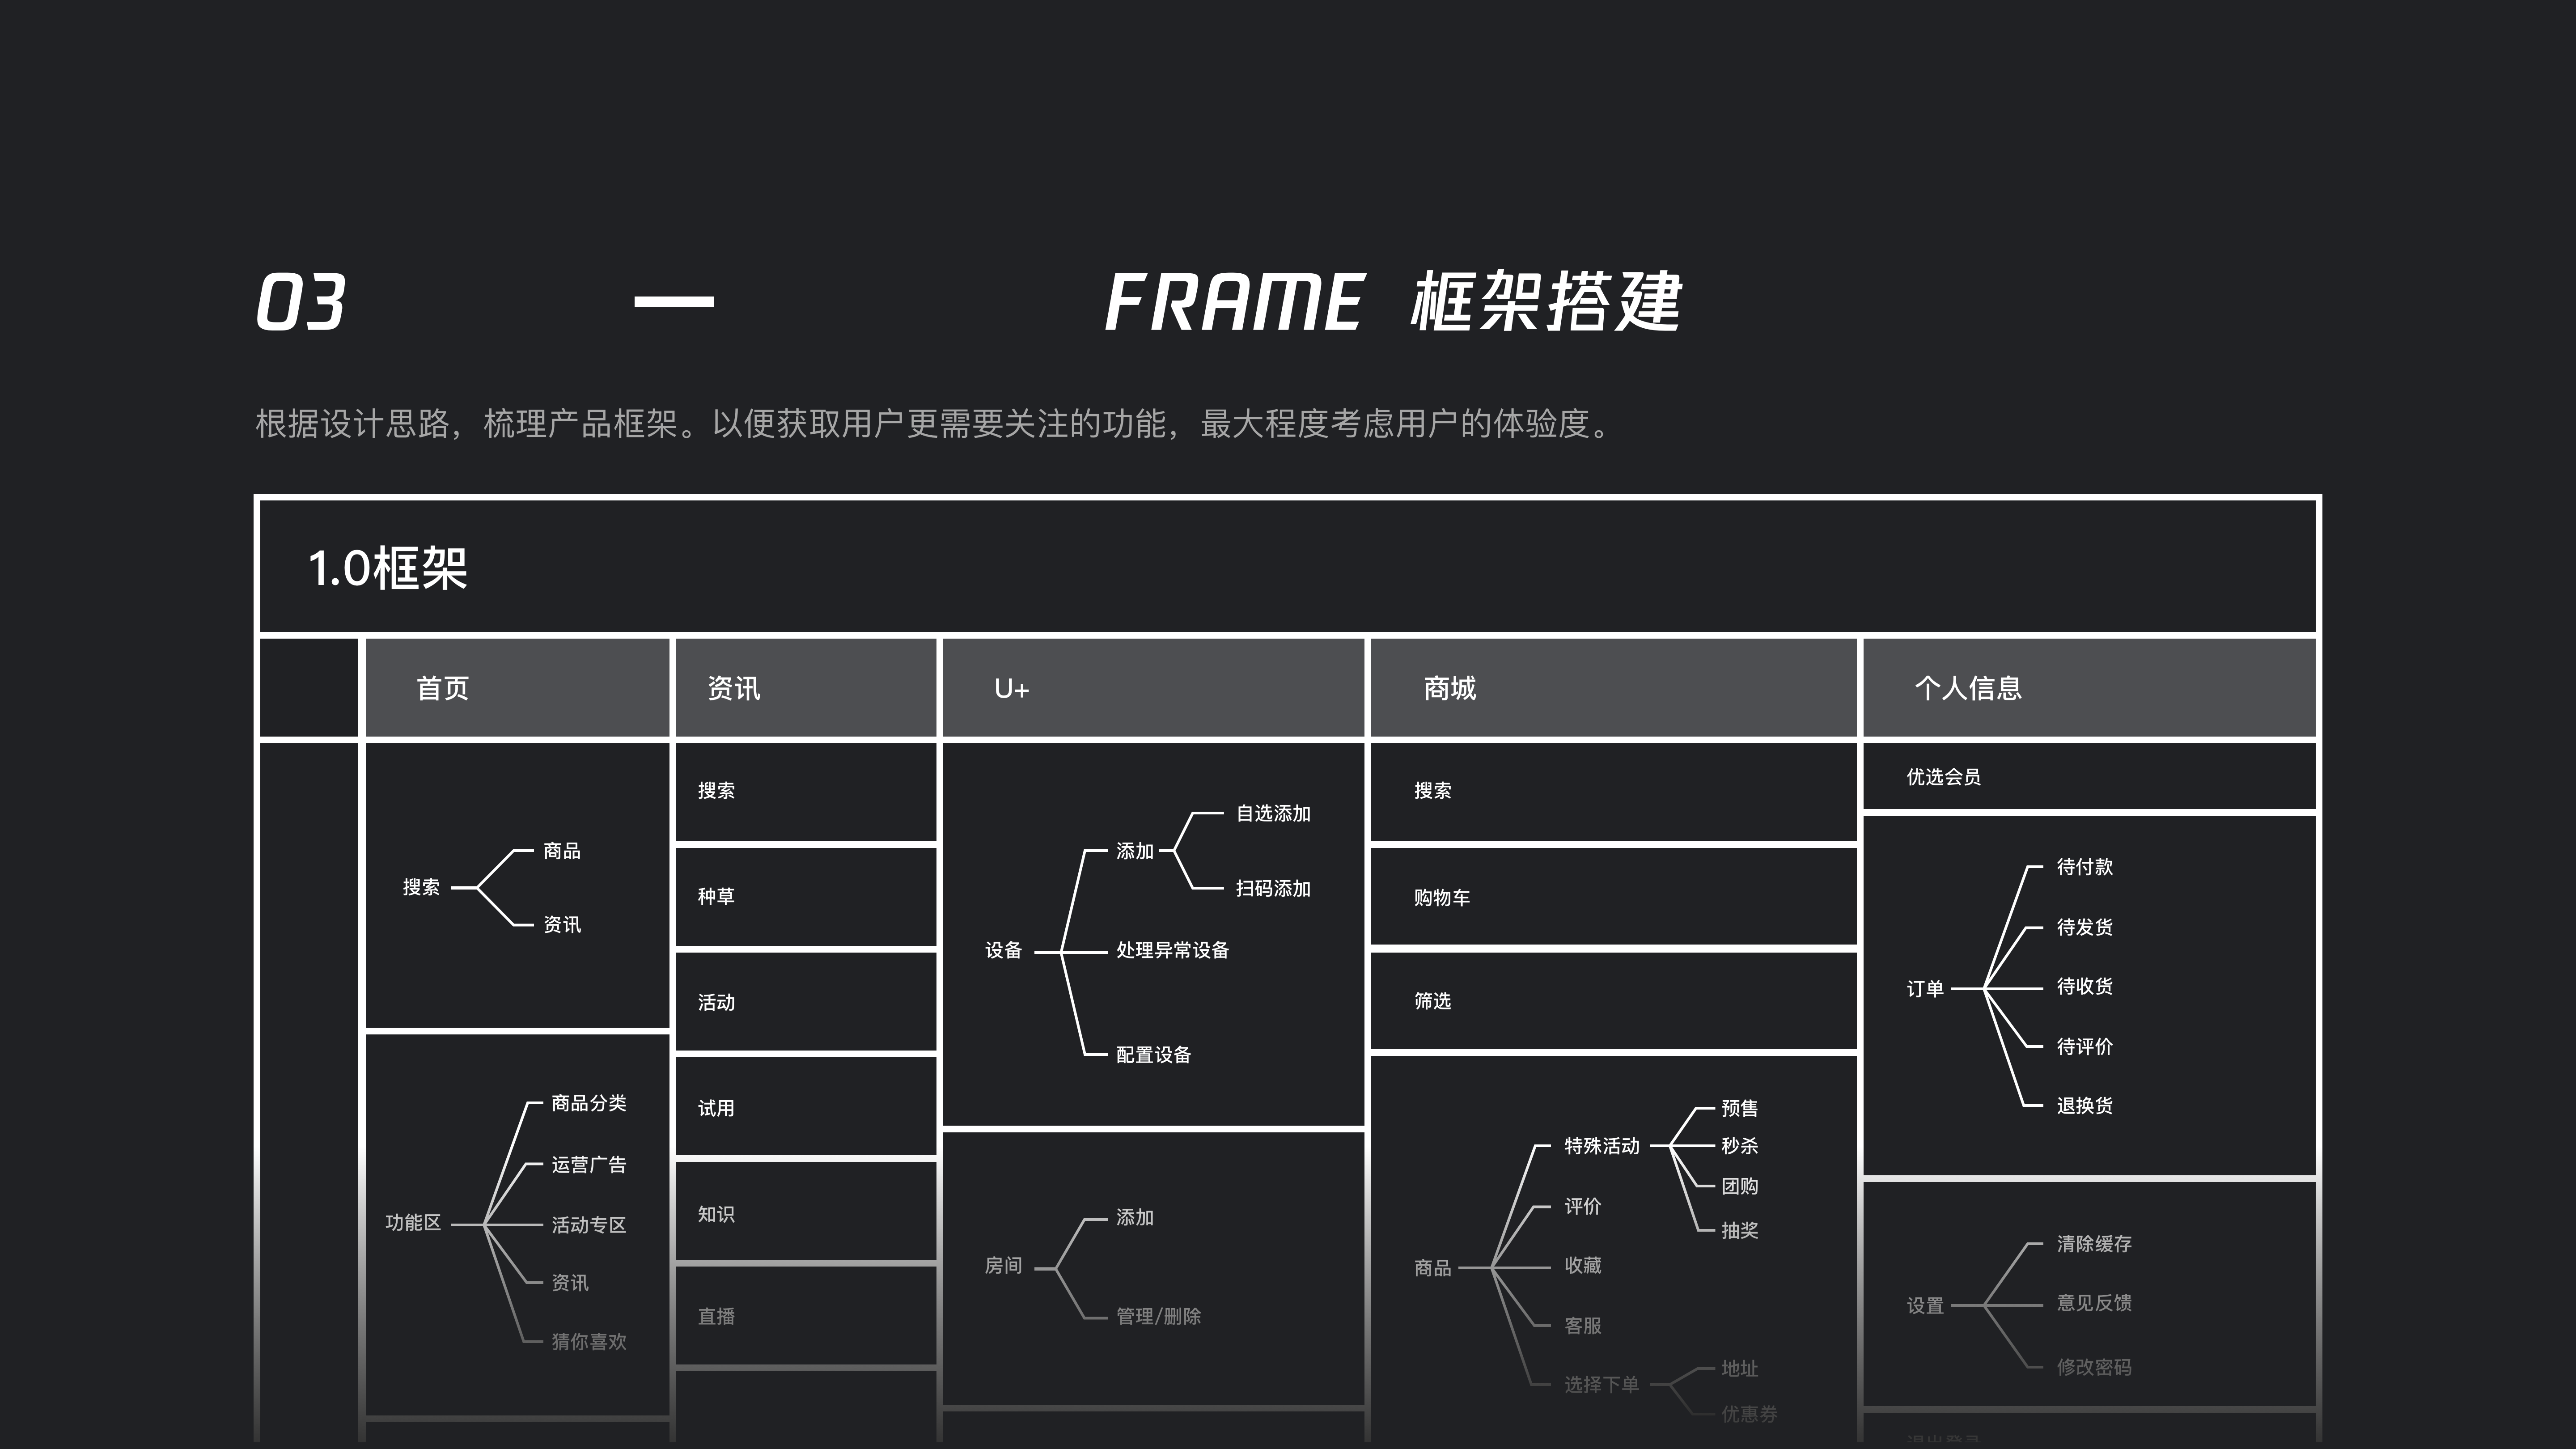 03 — FRAME 框架搭建
根据设计思路，梳理产品框架。以便获取用户更需要关注的功能，最大程度考虑用户的体验度。
1.0框架
首页 资讯 U+ 商城 个人信息
搜索
商品
资讯
功能区
商品分类
运营广告
活动专区
资讯
猜你喜欢
搜索
种草
活动
试用
知识
直播
设备
添加
自选添加
扫码添加
处理异常设备
配置设备
房间
添加
管理/删除
搜索
购物车
筛选
商品
特殊活动
预售
秒杀
团购
抽奖
评价
收藏
客服
选择下单
地址
优惠券
优选会员
订单
待付款
待发货
待收货
待评价
退换货
设置
清除缓存
意见反馈
修改密码